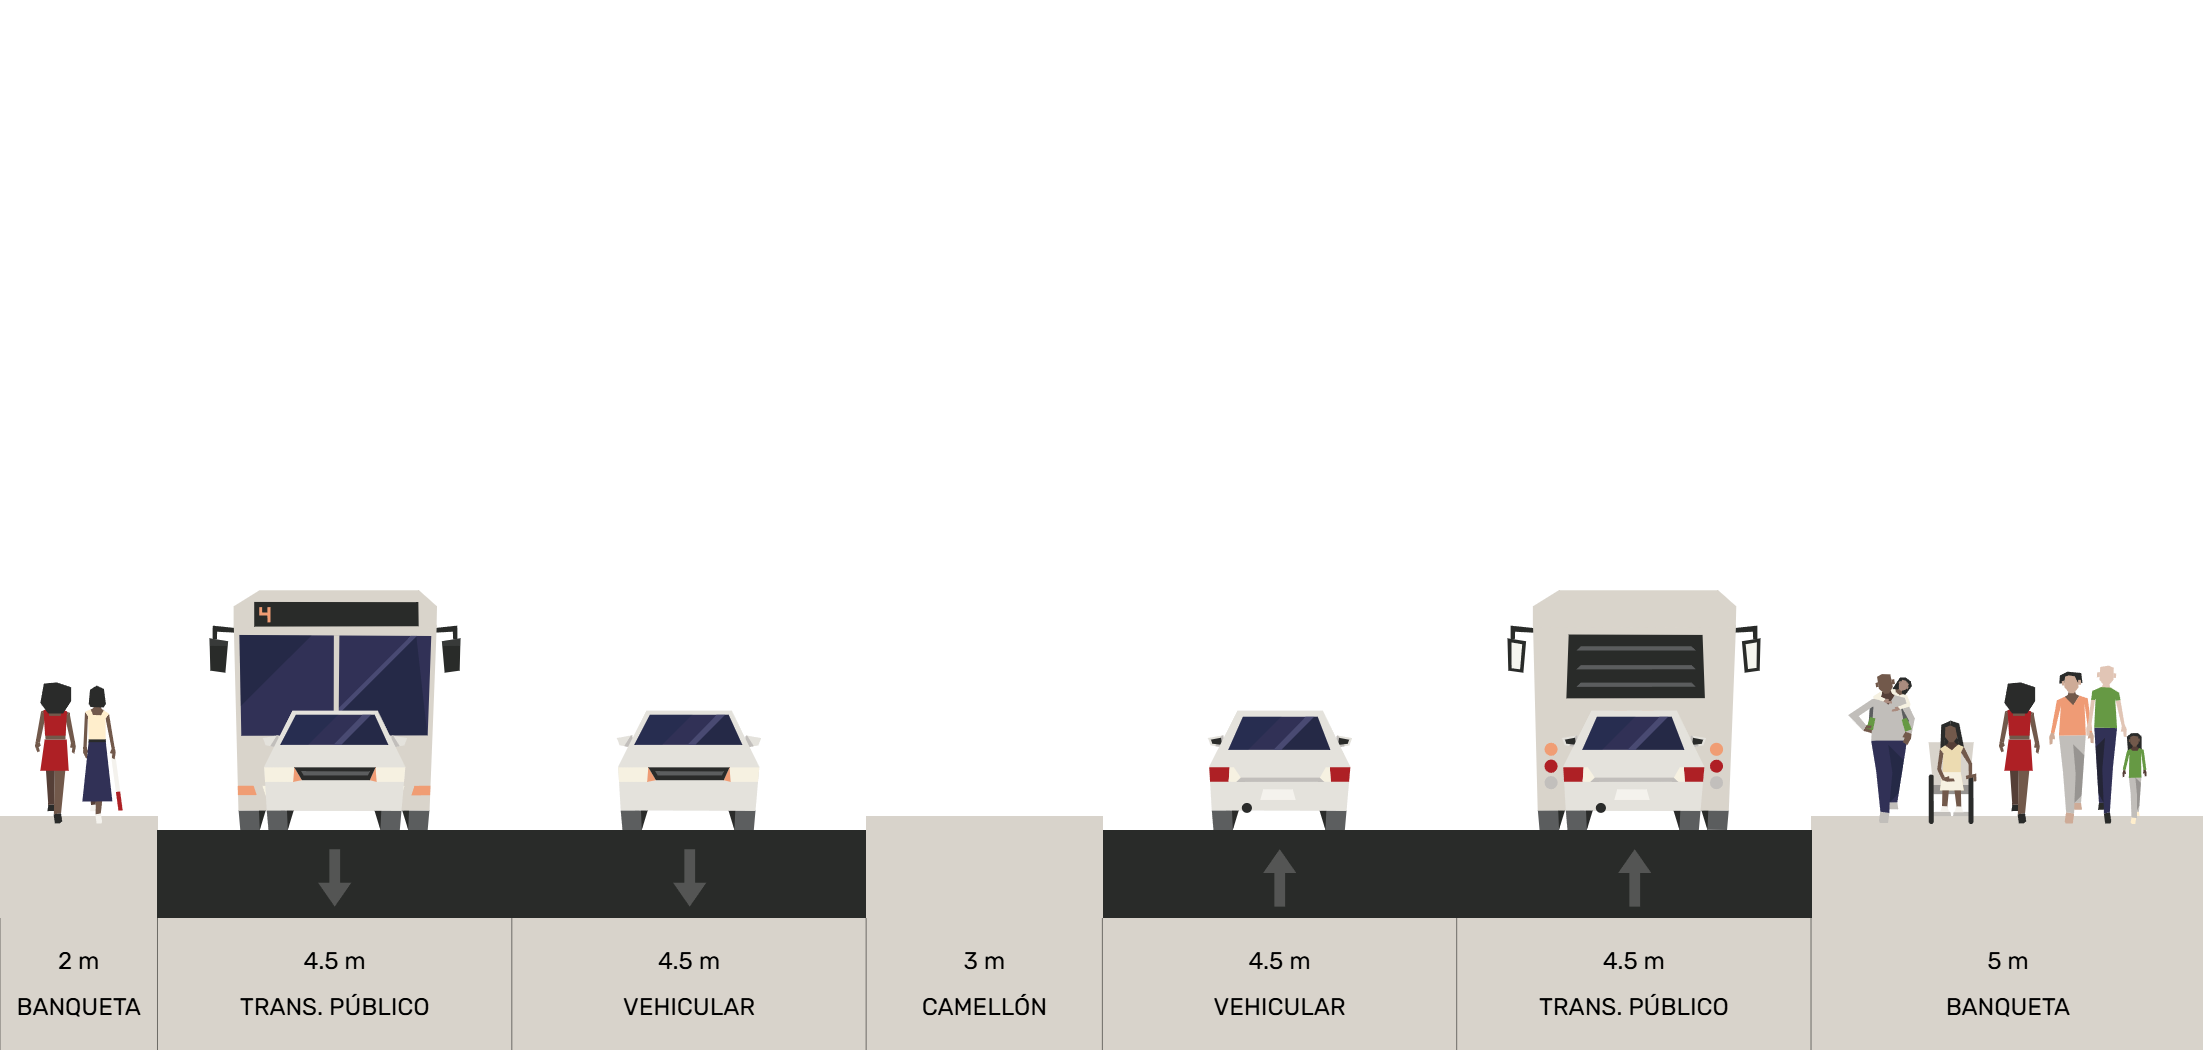 4
2 m
BANQUETA
4.5 m
TRANS. PÚBLICO
4.5 m
VEHICULAR
3 m
CAMELLÓN
4.5 m
VEHICULAR
4.5 m
TRANS. PÚBLICO
5 m
BANQUETA